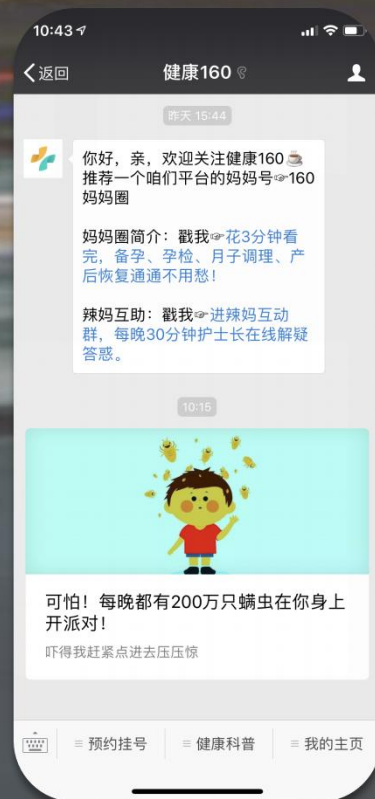 10:43
返回
健康160
昨天 15:44
你好，亲，欢迎关注健康160
推荐一个咱们平台的妈妈号☞160
妈妈圈
妈妈圈简介：戳我☞花3分钟看
完，备孕、孕检、月子调理、产
后恢复通通不用愁！
辣妈互助：戳我☞进辣妈互动
群，每晚30分钟护士长在线解疑
答惑。
10:15
可怕！每晚都有200万只螨虫在你身上
开派对！
吓得我赶紧点进去压压惊
预约挂号
健康科普
我的主页